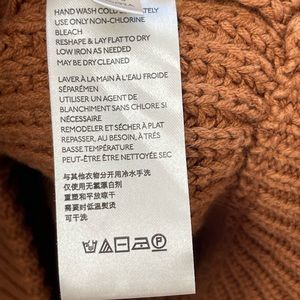 HAND WASH COLD SEPARATELY
USE ONLY NON-CHLORINE
BLEACH
RESHAPE & LAY FLAT TO DRY
LOW IRON AS NEEDED
MAY BE DRY CLEANED
LAVER À LA MAIN À L'EAU FROIDE
SÉPARÉMEN
UTILISER UN AGENT DE
BLANCHIMENT SANS CHLORE SI
NÉCESSAIRE
REMODELER ET SÉCHER À PLAT
REPASSER, AU BESOIN, À TRÈS
BASSE TEMPÉRATURE
PEUT-ÊTRE ÊTRE NETTOYÉE SEC
与其他衣物分开用冷水手洗
仅使用无氯漂白剂
重塑和平放晾干
需要时低温熨烫
可干洗
P